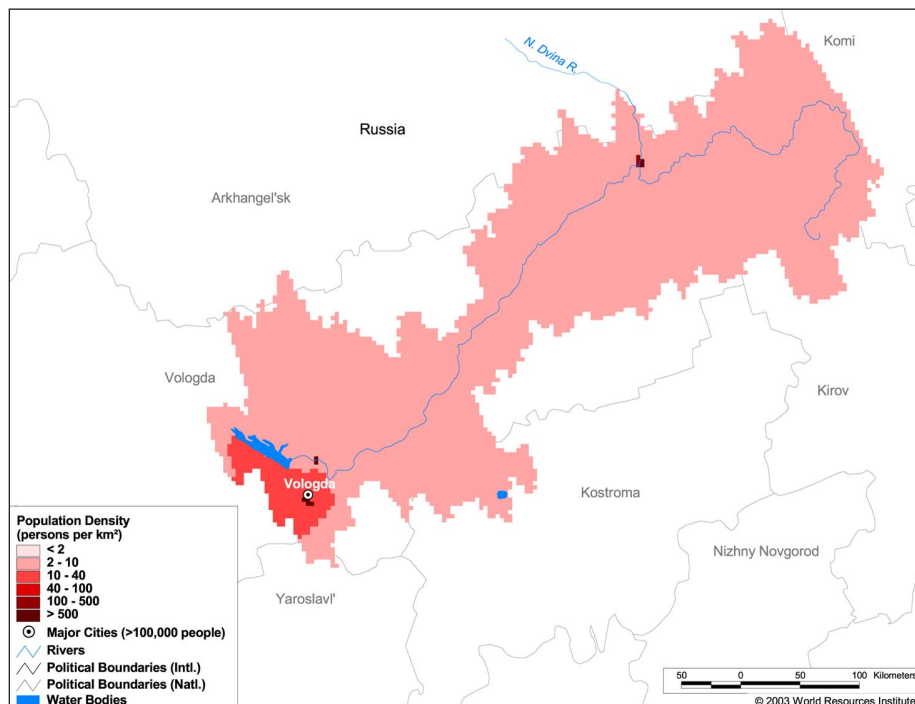 Komi
N. Dvina R.
Russia
Arkhangel'sk
Vologda
Kirov
Vologda
Kostroma
Nizhny Novgorod
Yaroslavl'
Population Density
(persons per km²)
< 2
2 - 10
10 - 40
40 - 100
100 - 500
> 500
Major Cities (>100,000 people)
Rivers
Political Boundaries (Intl.)
Political Boundaries (Natl.)
Water Bodies
50 0 50 100 Kilometers
© 2003 World Resources Institute